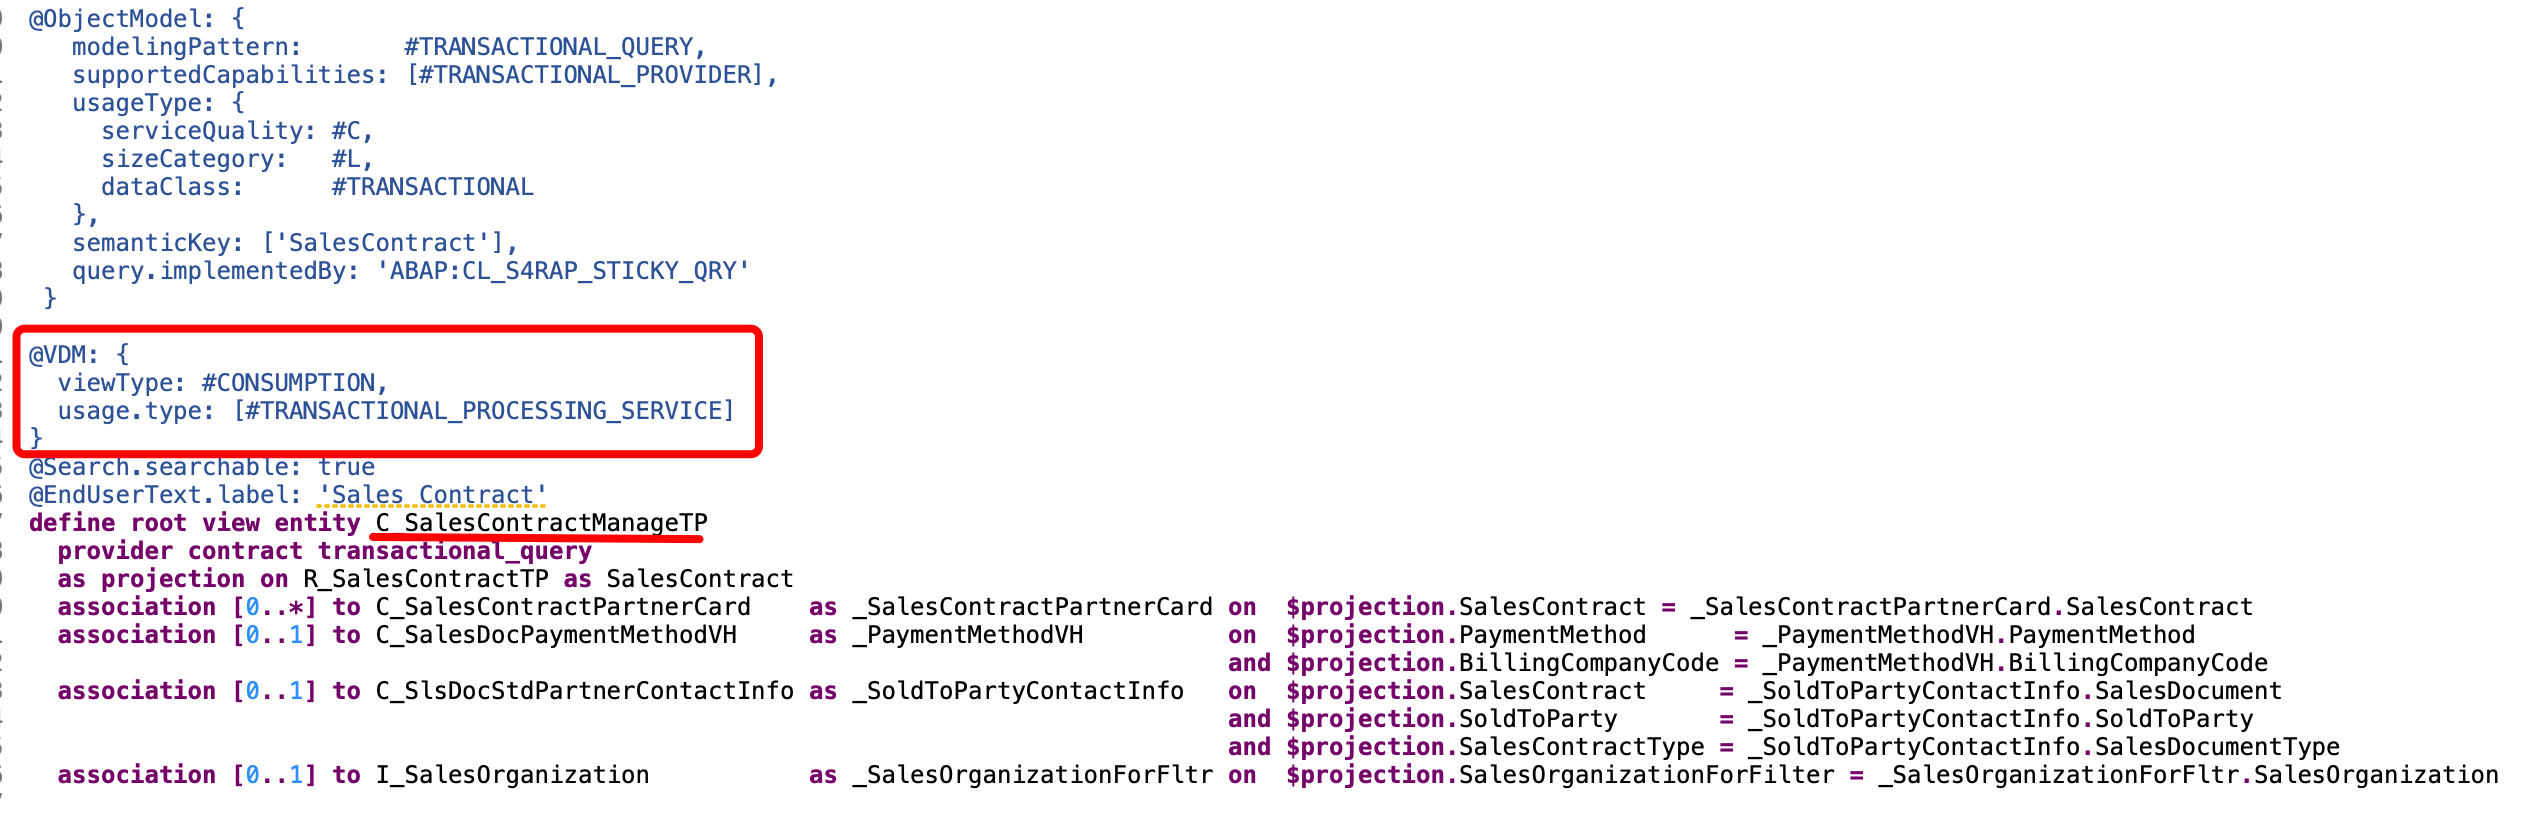 @ObjectModel: {
   modelingPattern:       #TRANSACTIONAL_QUERY,
   supportedCapabilities: [#TRANSACTIONAL_PROVIDER],
   usageType: {
     serviceQuality: #C,
     sizeCategory:   #L,
     dataClass:      #TRANSACTIONAL
   },
   semanticKey: ['SalesContract'],
   query.implementedBy: 'ABAP:CL_S4RAP_STICKY_QRY'
 }
@VDM: {
  viewType: #CONSUMPTION,
  usage.type: [#TRANSACTIONAL_PROCESSING_SERVICE]
}
@Search.searchable: true
@EndUserText.label: 'Sales Contract'
define root view entity C_SalesContractManageTP
  provider contract transactional_query
  as projection on R_SalesContractTP as SalesContract
  association [0..*] to C_SalesContractPartnerCard    as _SalesContractPartnerCard on  $projection.SalesContract = _SalesContractPartnerCard.SalesContract
  association [0..1] to C_SalesDocPaymentMethodVH     as _PaymentMethodVH          on  $projection.PaymentMethod      = _PaymentMethodVH.PaymentMethod
                                                                                   and $projection.BillingCompanyCode = _PaymentMethodVH.BillingCompanyCode
  association [0..1] to C_SlsDocStdPartnerContactInfo as _SoldToPartyContactInfo   on  $projection.SalesContract     = _SoldToPartyContactInfo.SalesDocument
                                                                                   and $projection.SoldToParty       = _SoldToPartyContactInfo.SoldToParty
                                                                                   and $projection.SalesContractType = _SoldToPartyContactInfo.SalesDocumentType
  association [0..1] to I_SalesOrganization           as _SalesOrganizationForFltr on  $projection.SalesOrganizationForFilter = _SalesOrganizationForFltr.SalesOrganization